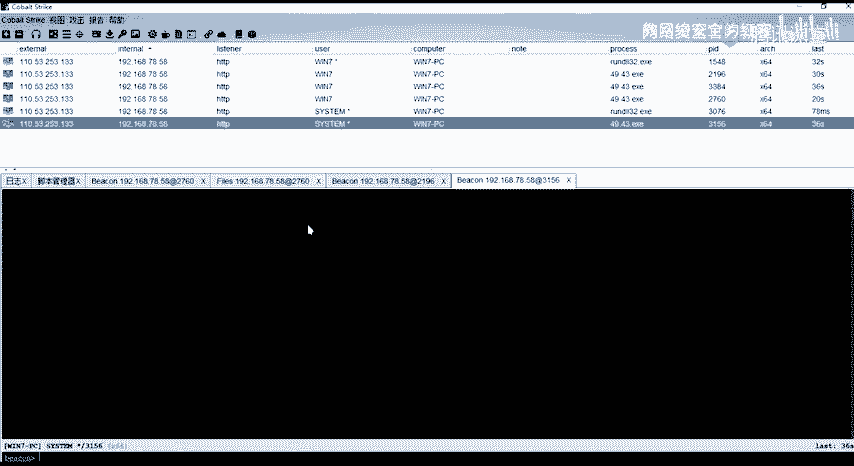 Cobalt Strike
Cobalt Strike 视图 攻击 报告 帮助
external internal listener user computer note process pid arch last
110.53.253.133 192.168.78.58 http WIN7 * WIN7-PC rundll32.exe 1548 x64 32s
110.53.253.133 192.168.78.58 http WIN7 WIN7-PC 49.43.exe 2196 x64 30s
110.53.253.133 192.168.78.58 http WIN7 WIN7-PC 49.43.exe 3384 x64 36s
110.53.253.133 192.168.78.58 http WIN7 WIN7-PC 49.43.exe 2760 x64 20s
110.53.253.133 192.168.78.58 http SYSTEM * WIN7-PC rundll32.exe 3076 x64 78ms
110.53.253.133 192.168.78.58 http SYSTEM * WIN7-PC 49.43.exe 3156 x64 36s
日志X 脚本管理器X Beacon 192.168.78.58@2760 X Files 192.168.78.58@2760 X Beacon 192.168.78.58@2196 X Beacon 192.168.78.58@3156 X
[WIN7-PC] SYSTEM */3156 (x64) last: 36s
beacon>